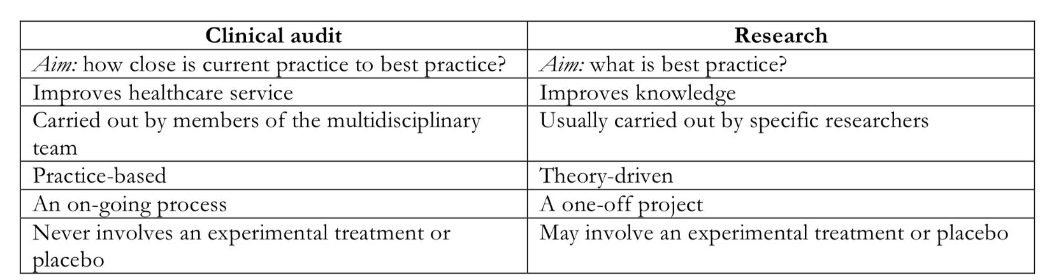 Clinical audit
Research
Aim: how close is current practice to best practice?
Aim: what is best practice?
Improves healthcare service
Improves knowledge
Carried out by members of the multidisciplinary
team
Usually carried out by specific researchers
Practice-based
Theory-driven
An on-going process
A one-off project
Never involves an experimental treatment or
placebo
May involve an experimental treatment or placebo